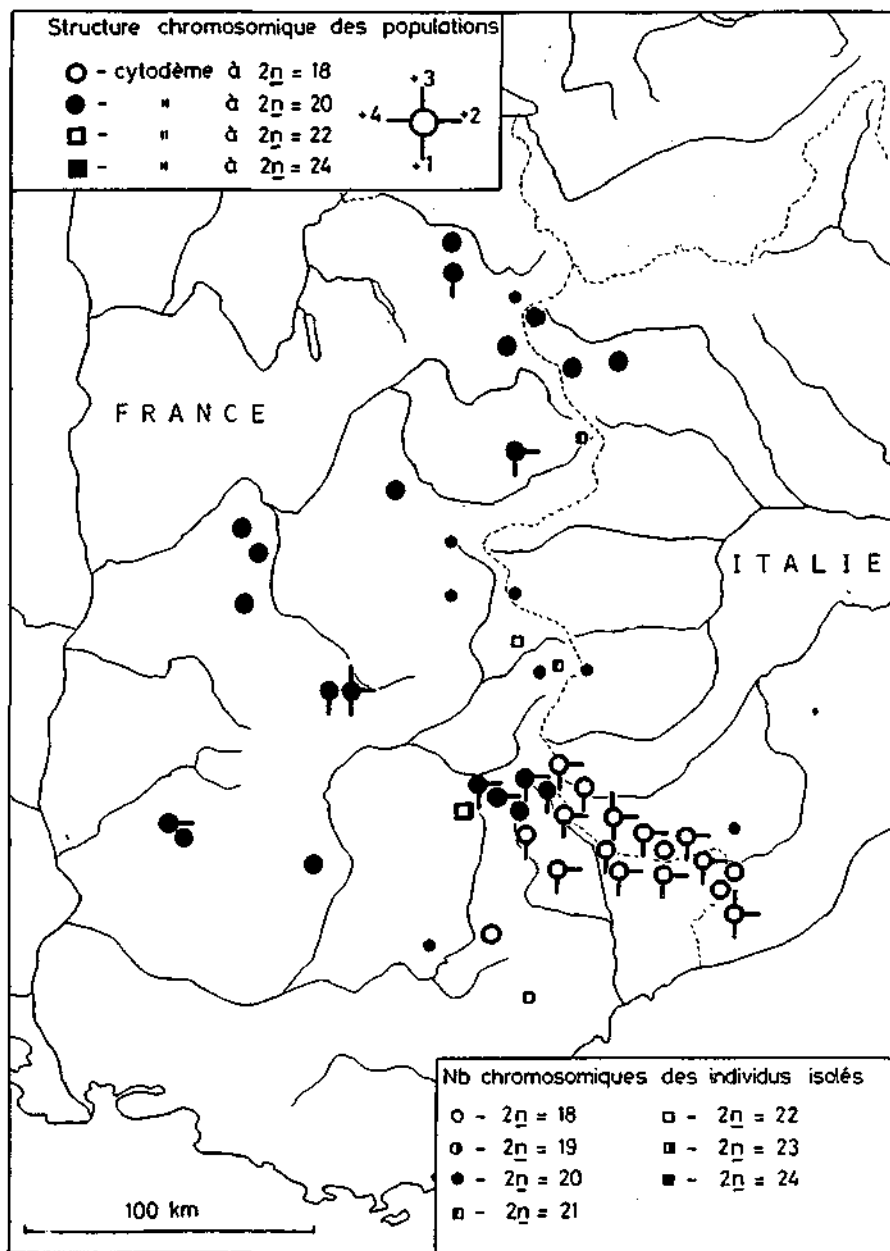 Structure chromosomique des populations
- cytodème à 2n = 18
- " à 2n = 20
- " à 2n = 22
- " à 2n = 24
+3
+4 +2
+1
FRANCE
ITALIE
Nb chromosomiques des individus isolés
- 2n = 18
- 2n = 19
- 2n = 20
- 2n = 21
- 2n = 22
- 2n = 23
- 2n = 24
100 km